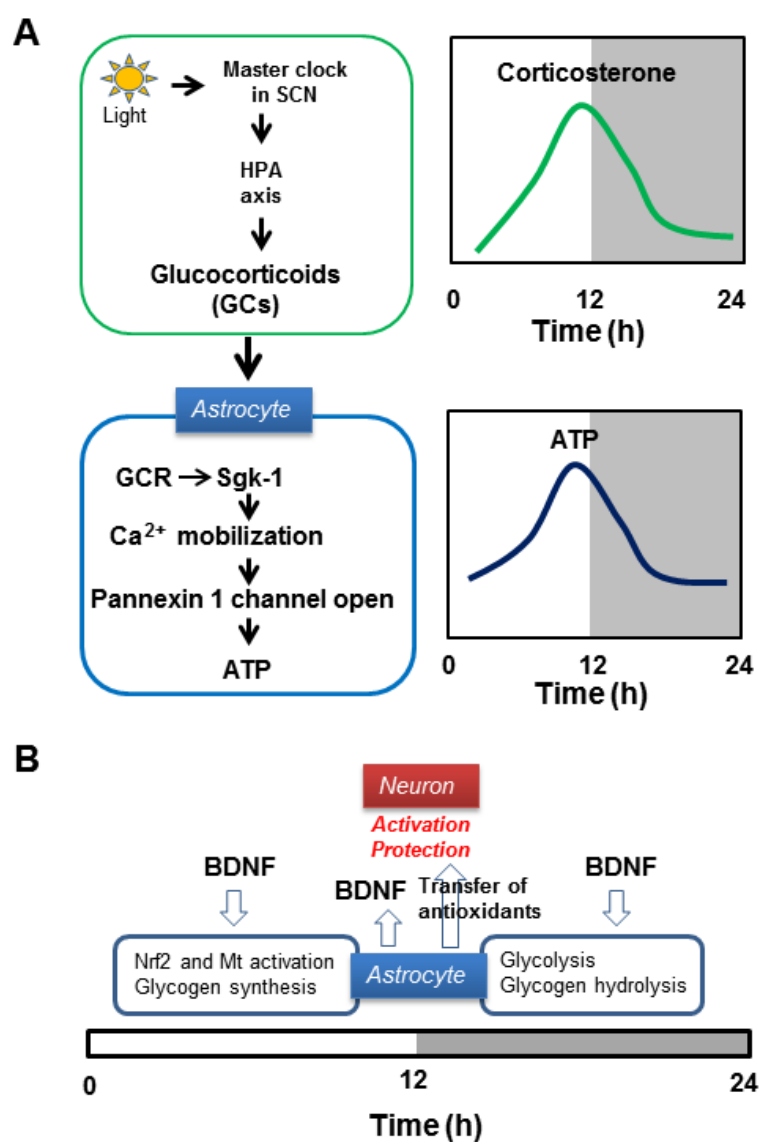 A
Light
Master clock
in SCN
HPA
axis
Glucocorticoids
(GCs)
Corticosterone
0 12 24
Time (h)
Astrocyte
GCR → Sgk-1
Ca²⁺ mobilization
Pannexin 1 channel open
ATP
ATP
0 12 24
Time (h)
B
Neuron
Activation
Protection
BDNF
BDNF
Transfer of
antioxidants
BDNF
Nrf2 and Mt activation
Glycogen synthesis
Astrocyte
Glycolysis
Glycogen hydrolysis
0 12 24
Time (h)